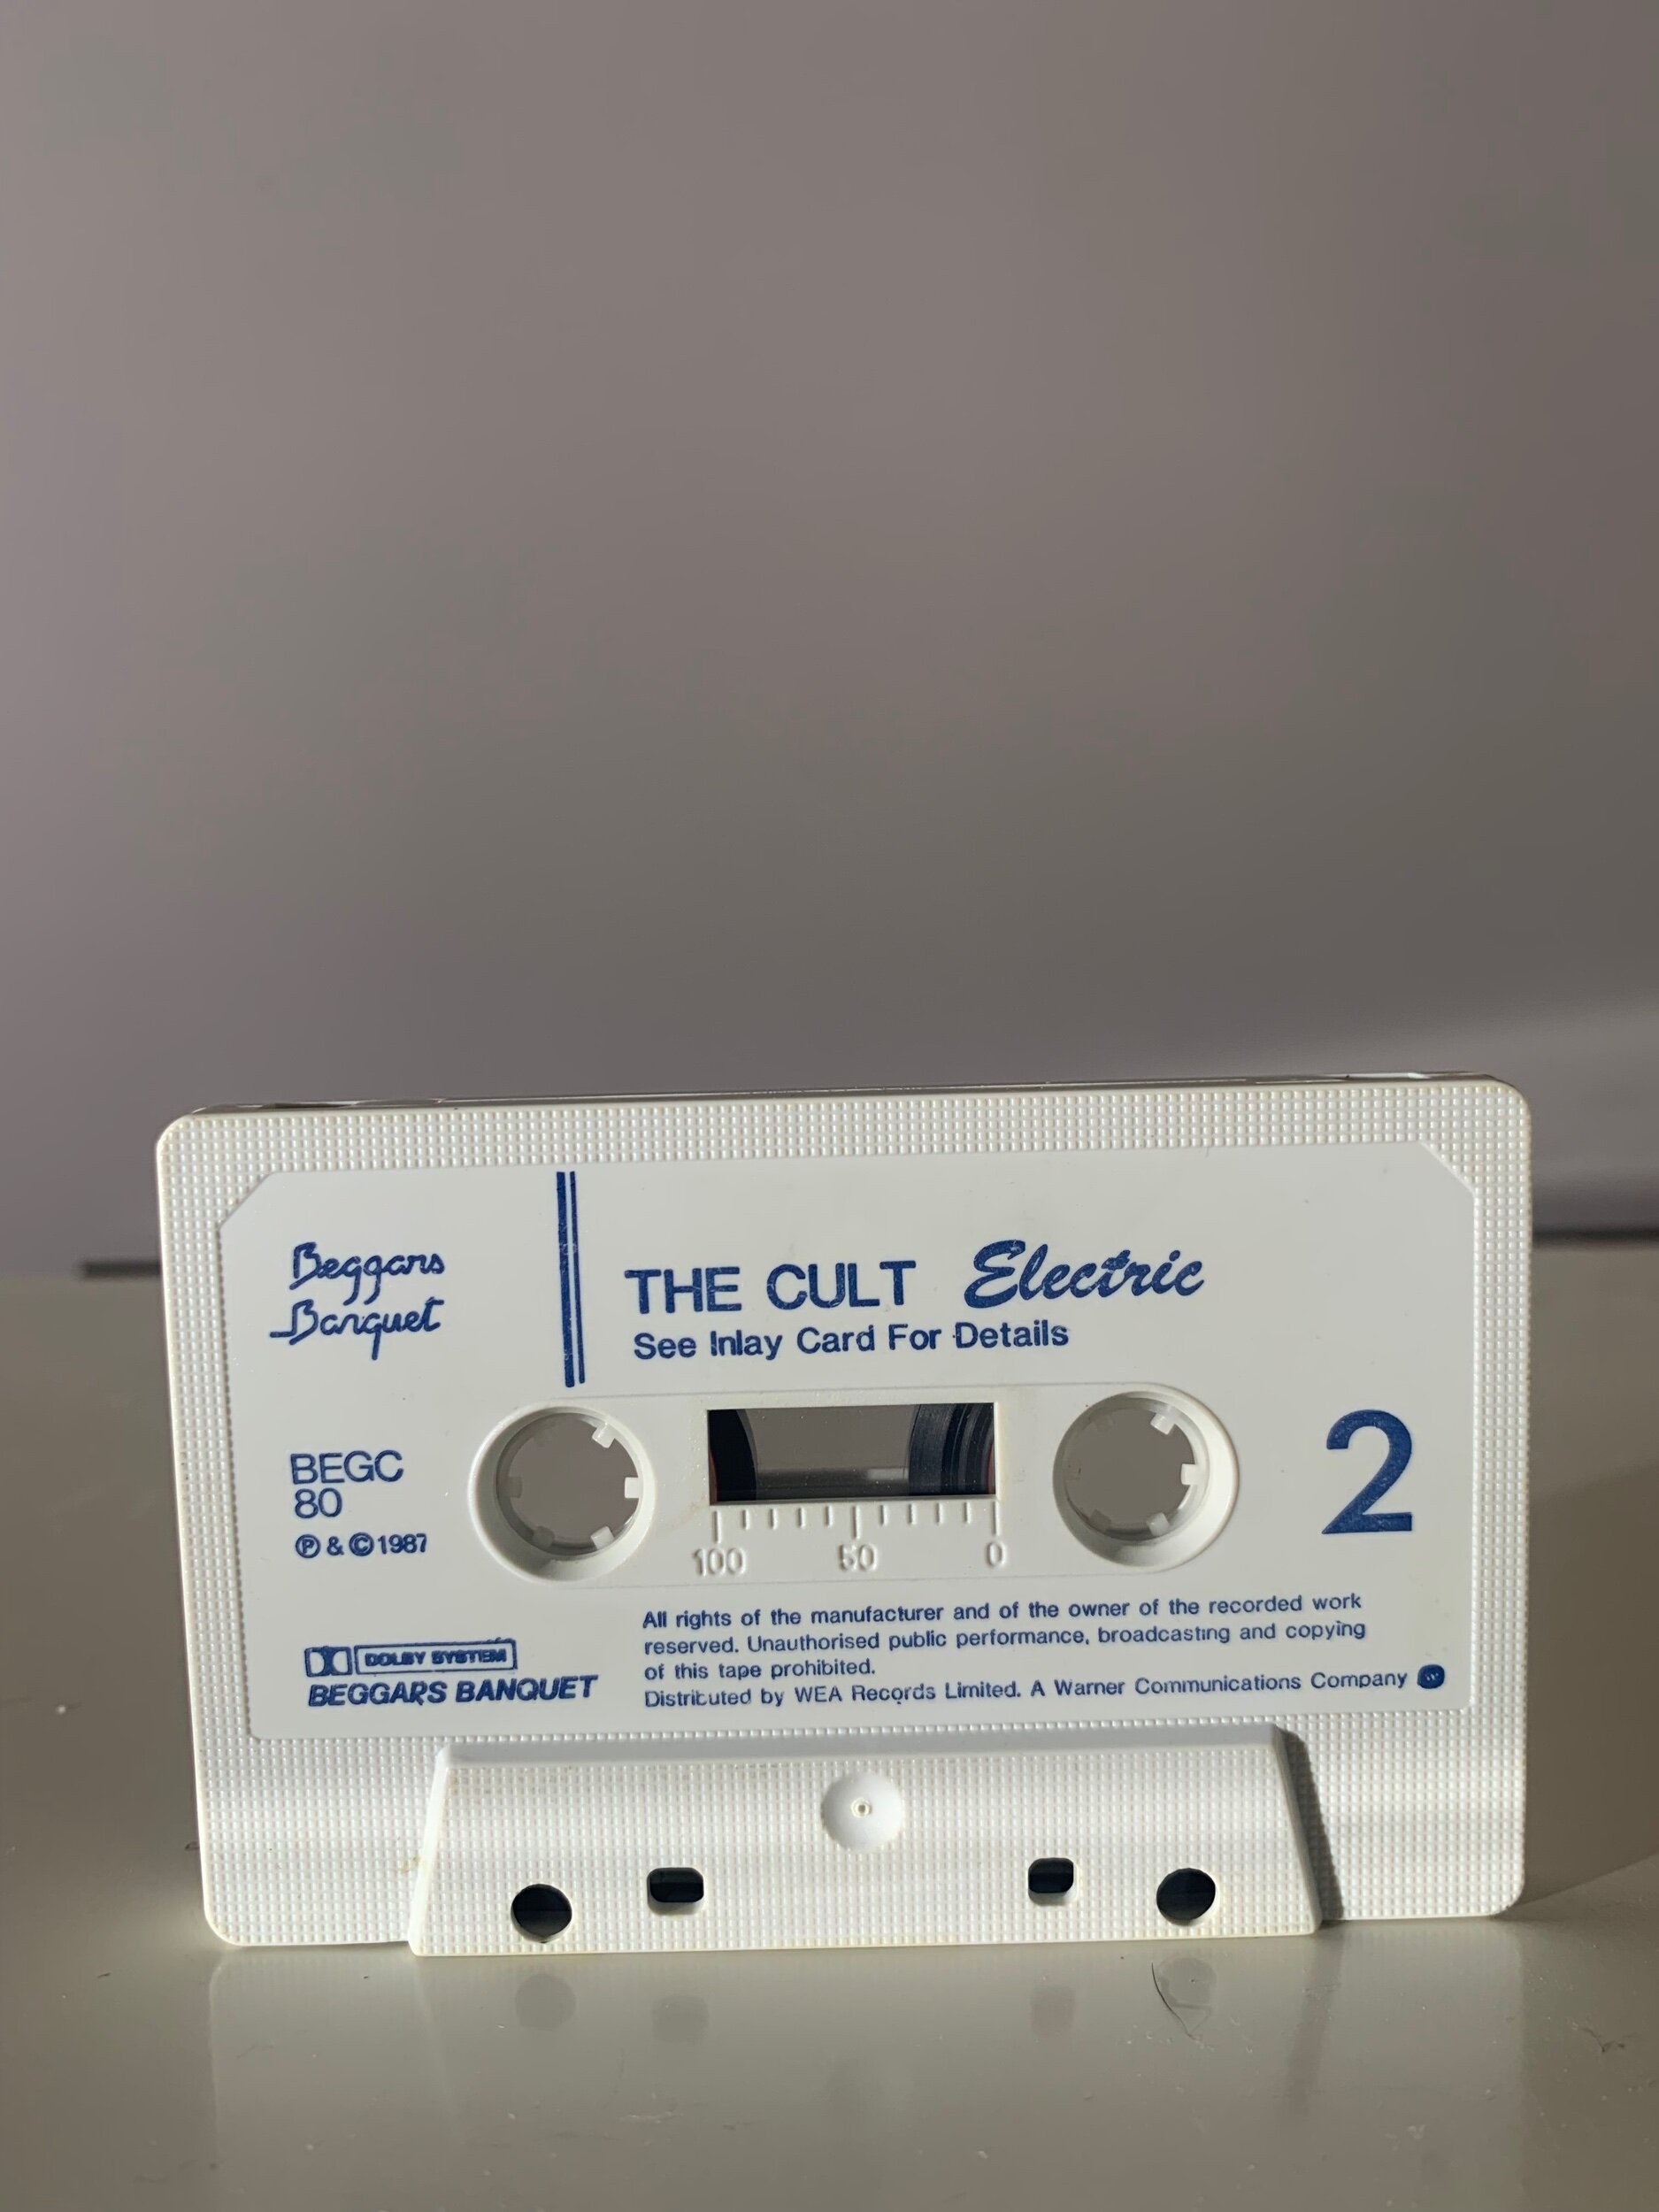 Beggars
Banquet
THE CULT Electric
See Inlay Card For Details
BEGC
80
Ⓟ & © 1987
2
100 50 0
DOLBY SYSTEM
BEGGARS BANQUET
All rights of the manufacturer and of the owner of the recorded work
reserved. Unauthorised public performance, broadcasting and copying
of this tape prohibited.
Distributed by WEA Records Limited. A Warner Communications Company